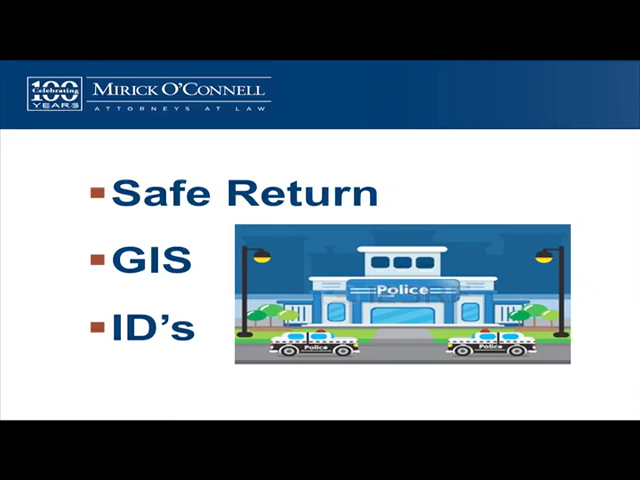 Celebrating
100
YEARS
MIRICK O'CONNELL
ATTORNEYS AT LAW
Safe Return
GIS
ID's
Police
Police
Police